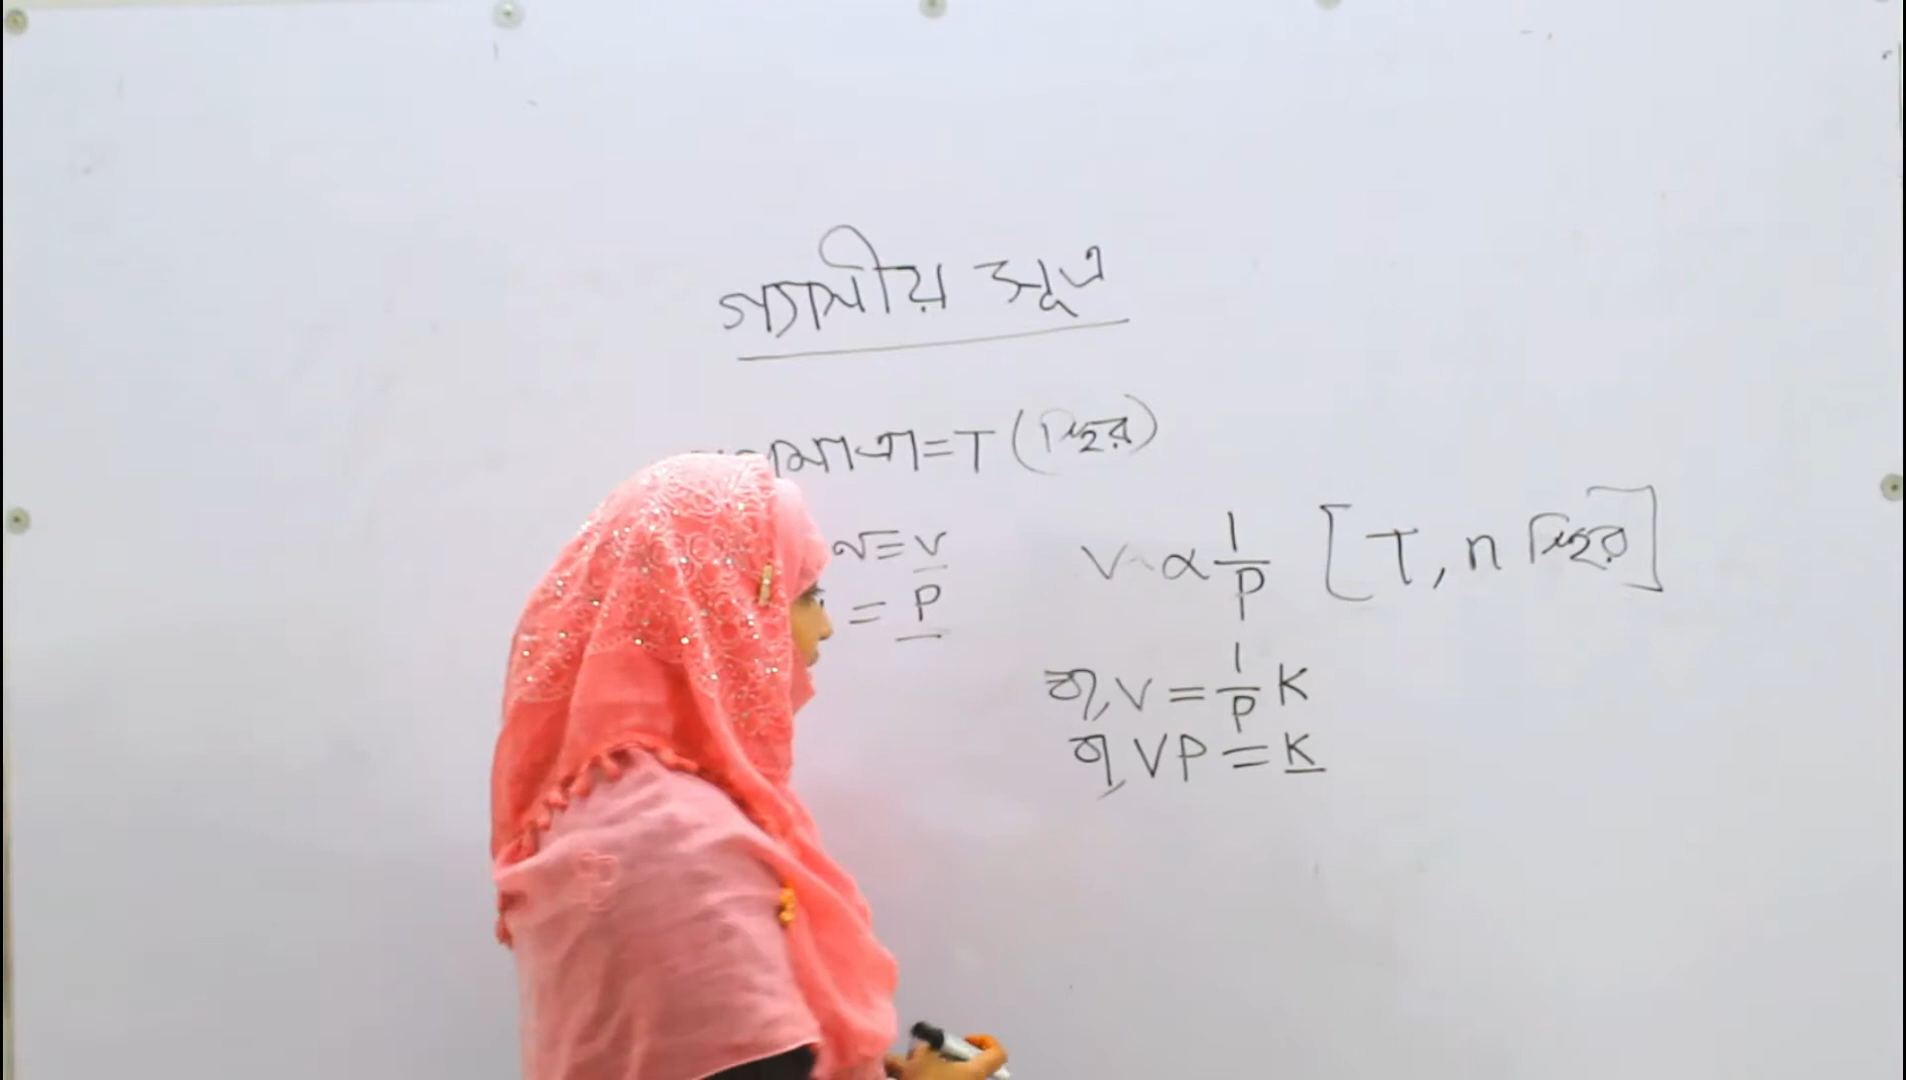 গ্যাসীয় সূত্র
মাত্রা = T (স্থির)
ন = V
= P
V ∝ 1/P [T, n স্থির]
বা, V = 1/P K
বা, VP = K